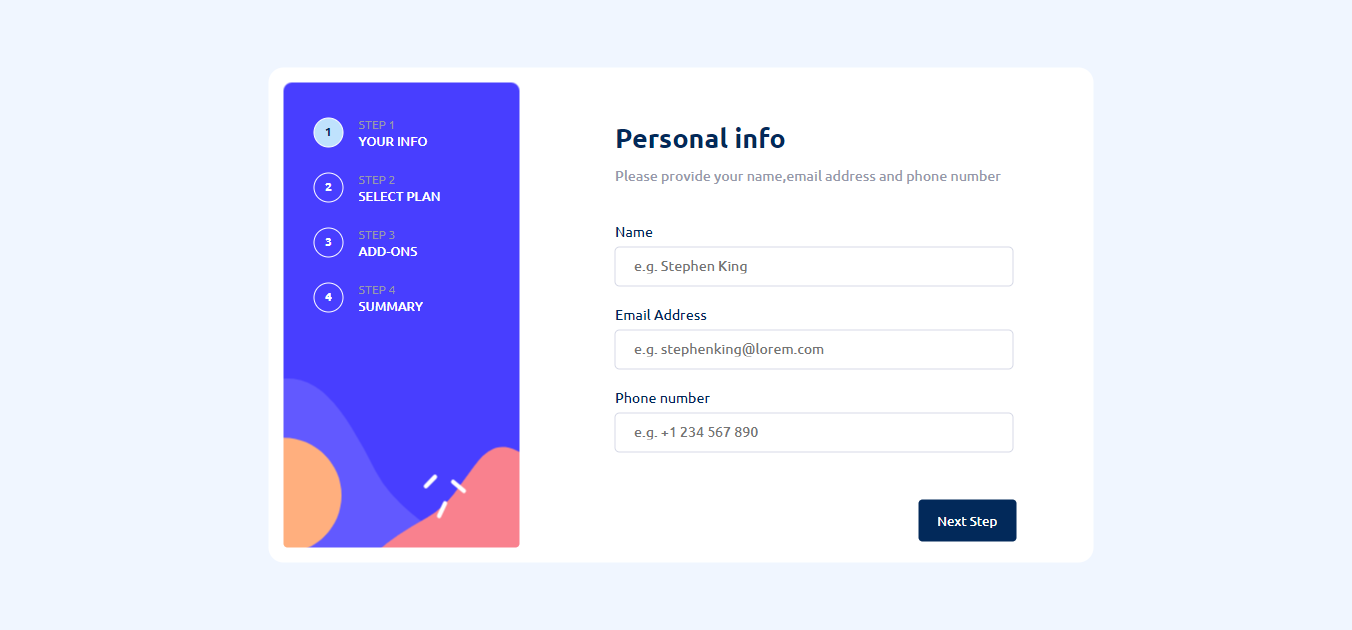 1
STEP 1
YOUR INFO
2
STEP 2
SELECT PLAN
3
STEP 3
ADD-ONS
4
STEP 4
SUMMARY
Personal info
Please provide your name,email address and phone number
Name
e.g. Stephen King
Email Address
e.g. stephenking@lorem.com
Phone number
e.g. +1 234 567 890
Next Step